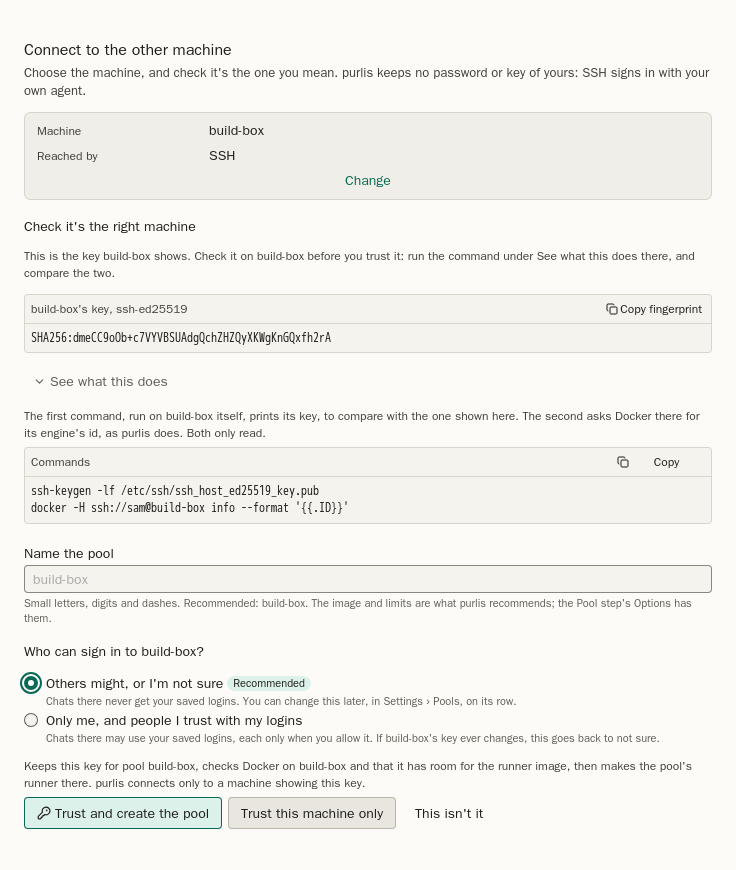 Connect to the other machine
Choose the machine, and check it's the one you mean. purlis keeps no password or key of yours: SSH signs in with your
own agent.
Machine build-box
Reached by SSH
Change
Check it's the right machine
This is the key build-box shows. Check it on build-box before you trust it: run the command under See what this does there, and
compare the two.
build-box's key, ssh-ed25519 Copy fingerprint
SHA256:dmeCC9oOb+c7VYVBSUAdgQchZHZQyXKWgKnGQxfh2rA
See what this does
The first command, run on build-box itself, prints its key, to compare with the one shown here. The second asks Docker there for
its engine's id, as purlis does. Both only read.
Commands Copy
ssh-keygen -lf /etc/ssh/ssh_host_ed25519_key.pub
docker -H ssh://sam@build-box info --format '{{.ID}}'
Name the pool
build-box
Small letters, digits and dashes. Recommended: build-box. The image and limits are what purlis recommends; the Pool step's Options has
them.
Who can sign in to build-box?
Others might, or I'm not sure Recommended
Chats there never get your saved logins. You can change this later, in Settings › Pools, on its row.
Only me, and people I trust with my logins
Chats there may use your saved logins, each only when you allow it. If build-box's key ever changes, this goes back to not sure.
Keeps this key for pool build-box, checks Docker on build-box and that it has room for the runner image, then makes the pool's
runner there. purlis connects only to a machine showing this key.
Trust and create the pool Trust this machine only This isn't it